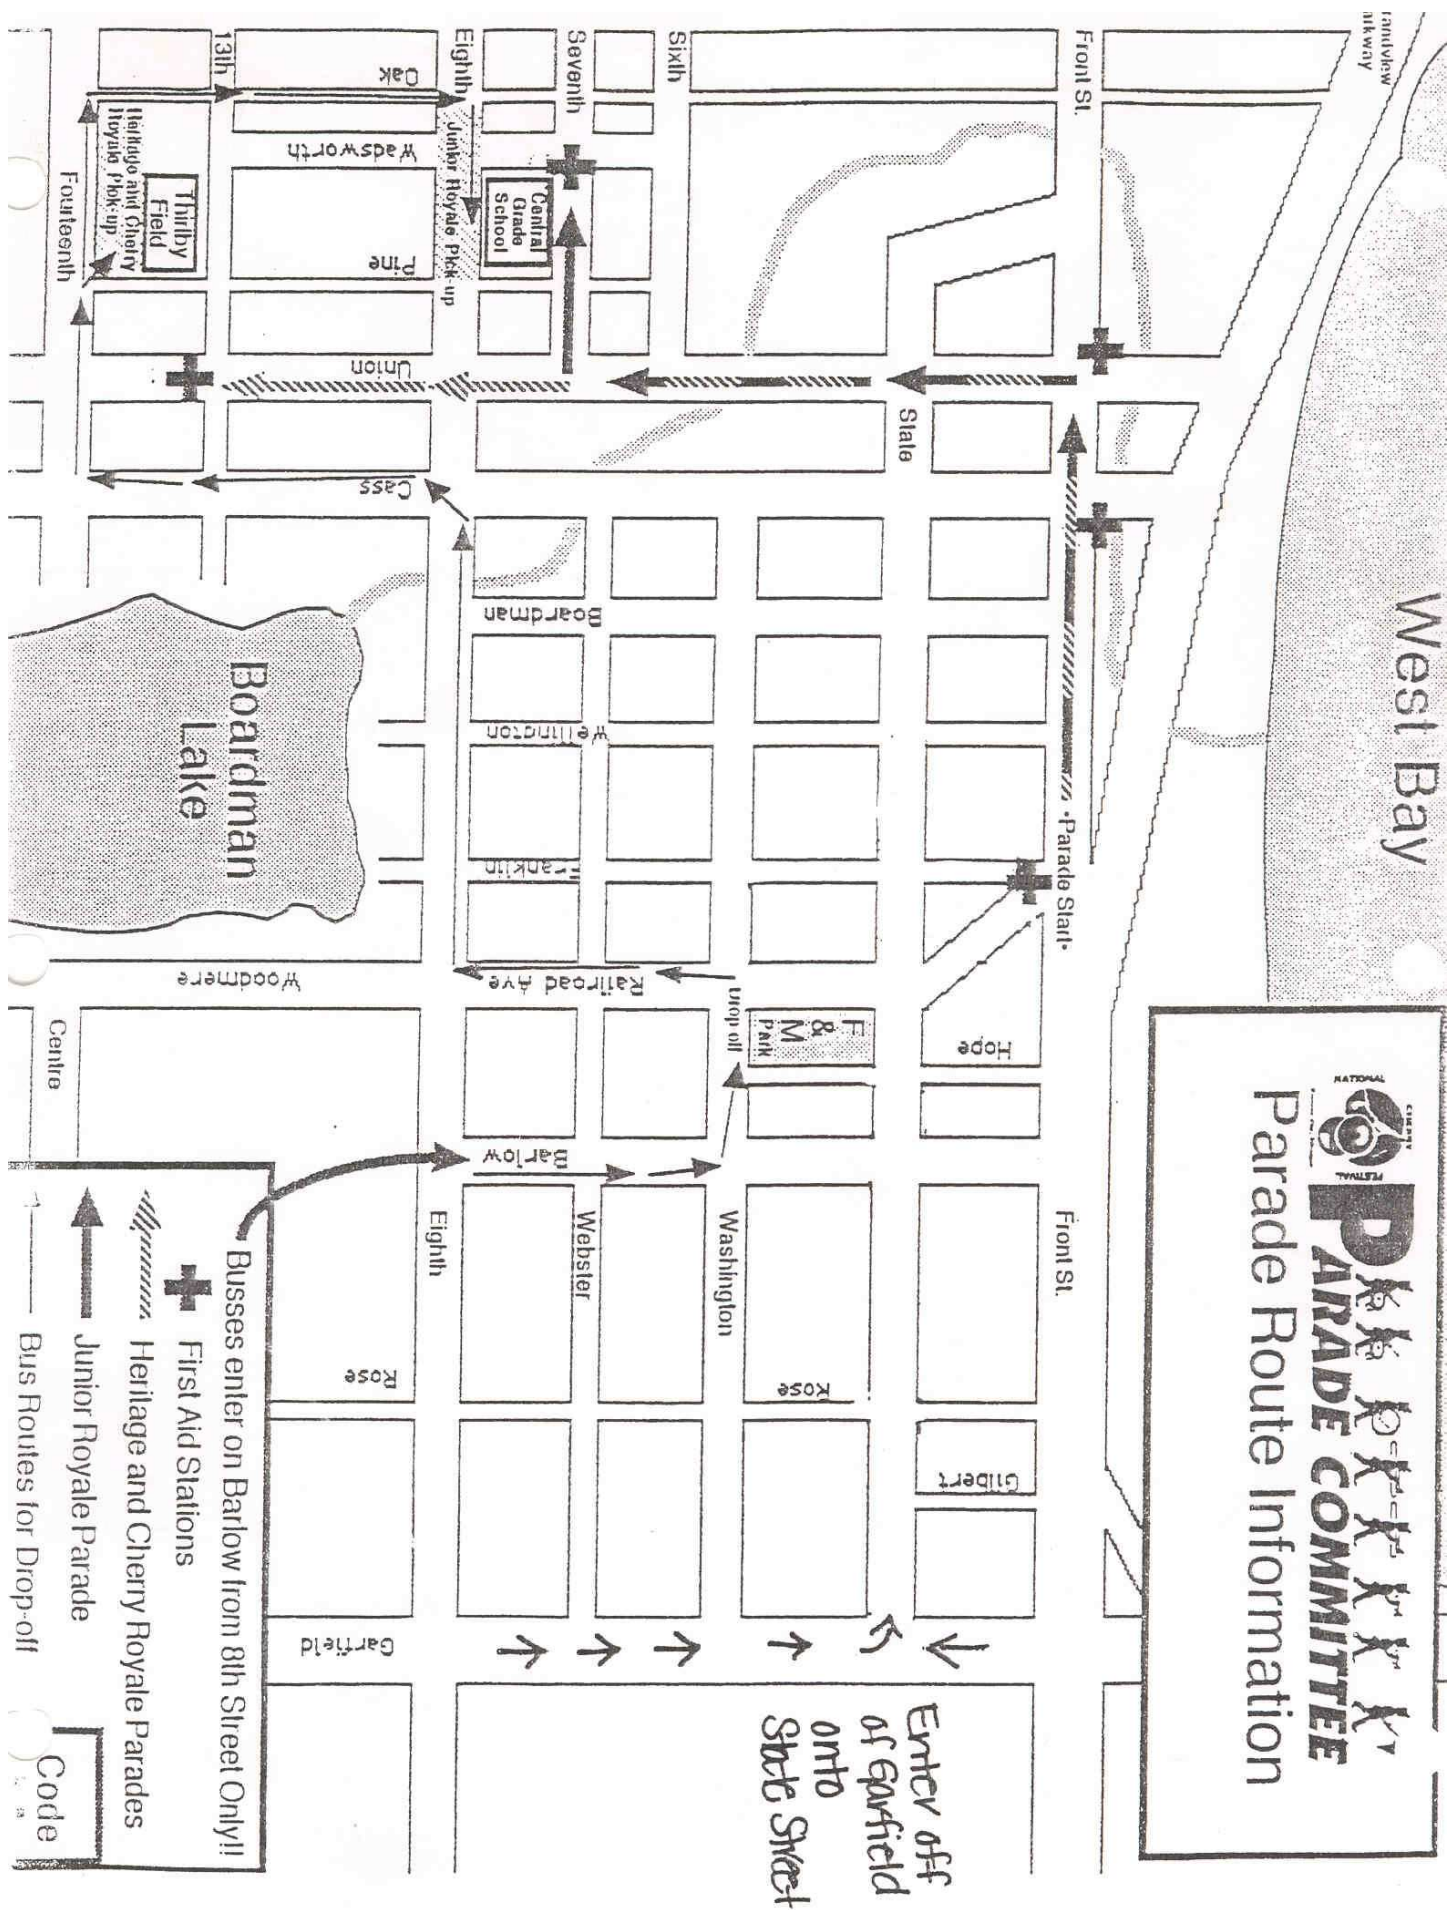 NATIONAL
CHERRY
FESTIVAL
PARADE COMMITTEE
Parade Route Information
West Bay
Front St.
Front St.
•Parade Start•
State
Sixth
Seventh
Eighth
13th
Oak
Wadsworth
Pine
Union
Cass
Boardman
Wellington
Franklin
Railroad Ave
Woodmere
Hope
Barlow
Rose
Rose
Gilbert
Garfield
Washington
Webster
Eighth
Centre
Fourteenth
Central
Grade
School
Junior Royale Pick-up
Thirlby
Field
Heritage and Cherry
Royale Pick-up
Boardman
Lake
F
&
M
Park
Drop off
Enter off
of Garfield
onto
State Street
Busses enter on Barlow from 8th Street Only!!
First Aid Stations
Heritage and Cherry Royale Parades
Junior Royale Parade
Bus Routes for Drop-off
Code